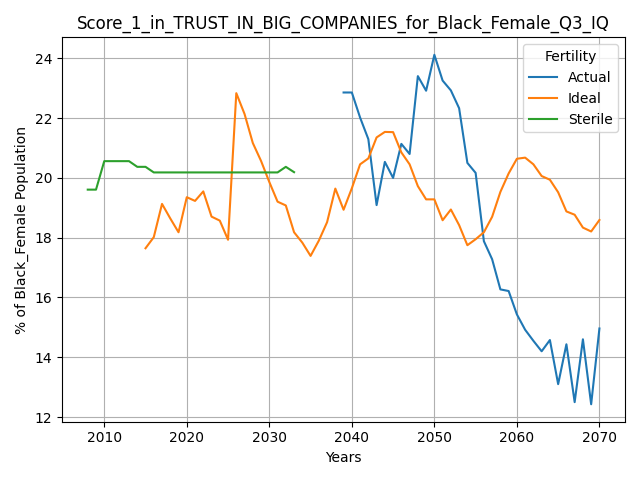 Score_1_in_TRUST_IN_BIG_COMPANIES_for_Black_Female_Q3_IQ
Fertility
Actual
Ideal
Sterile
% of Black_Female Population
24
22
20
18
16
14
12
2010 2020 2030 2040 2050 2060 2070
Years